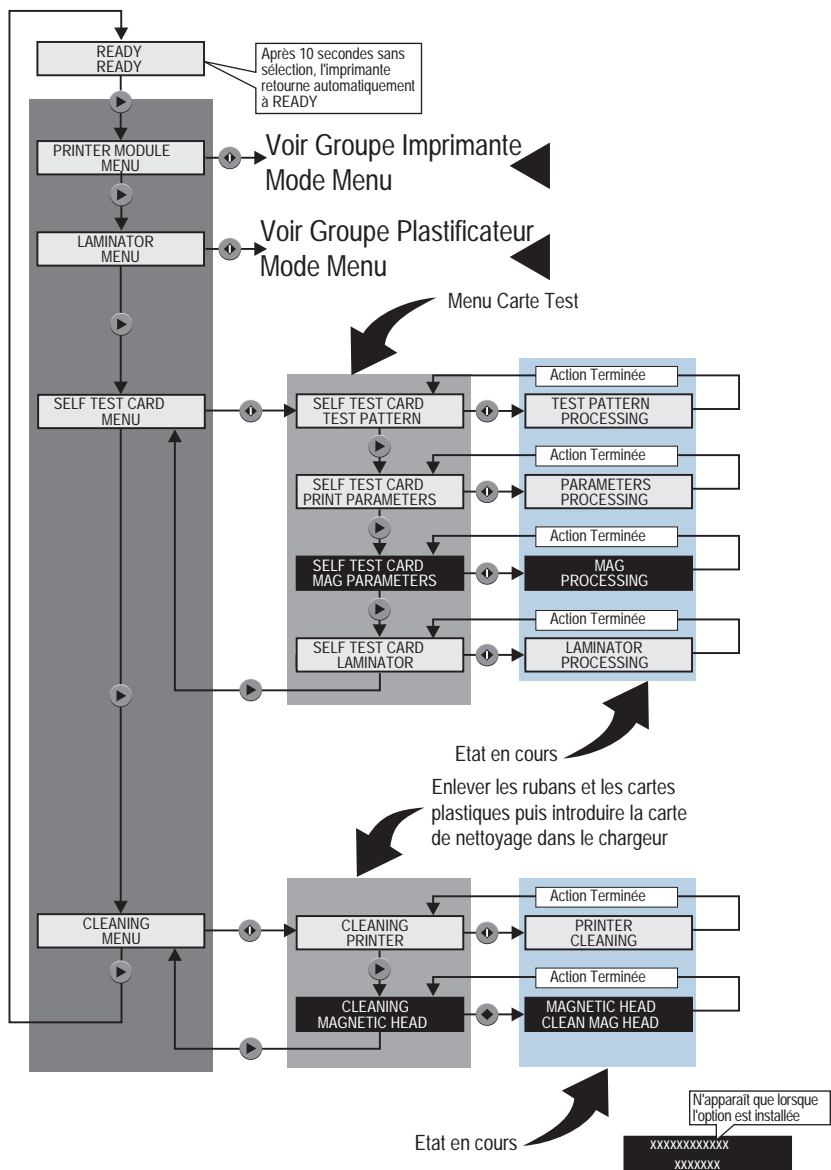 READY
READY
Après 10 secondes sans
sélection, l'imprimante
retourne automatiquement
à READY
PRINTER MODULE
MENU
Voir Groupe Imprimante
Mode Menu
LAMINATOR
MENU
Voir Groupe Plastificateur
Mode Menu
Menu Carte Test
Action Terminée
SELF TEST CARD
MENU
SELF TEST CARD
TEST PATTERN
TEST PATTERN
PROCESSING
Action Terminée
SELF TEST CARD
PRINT PARAMETERS
PARAMETERS
PROCESSING
Action Terminée
SELF TEST CARD
MAG PARAMETERS
MAG
PROCESSING
Action Terminée
SELF TEST CARD
LAMINATOR
LAMINATOR
PROCESSING
Etat en cours
Enlever les rubans et les cartes
plastiques puis introduire la carte
de nettoyage dans le chargeur
Action Terminée
CLEANING
MENU
CLEANING
PRINTER
PRINTER
CLEANING
Action Terminée
CLEANING
MAGNETIC HEAD
MAGNETIC HEAD
CLEAN MAG HEAD
Etat en cours
N'apparaît que lorsque
l'option est installée
XXXXXXXXXXXX
XXXXXXX